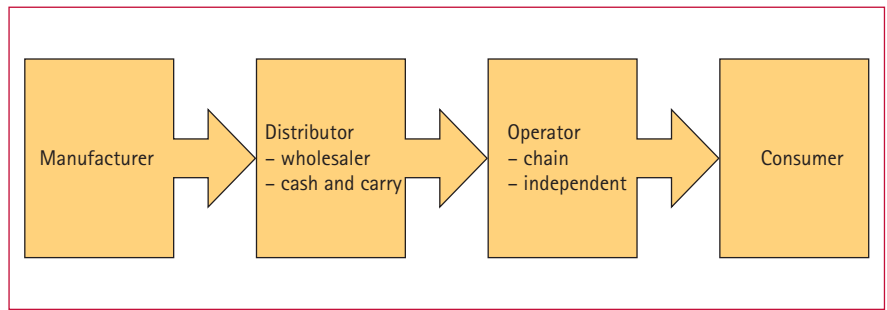 Manufacturer
Distributor
– wholesaler
– cash and carry
Operator
– chain
– independent
Consumer